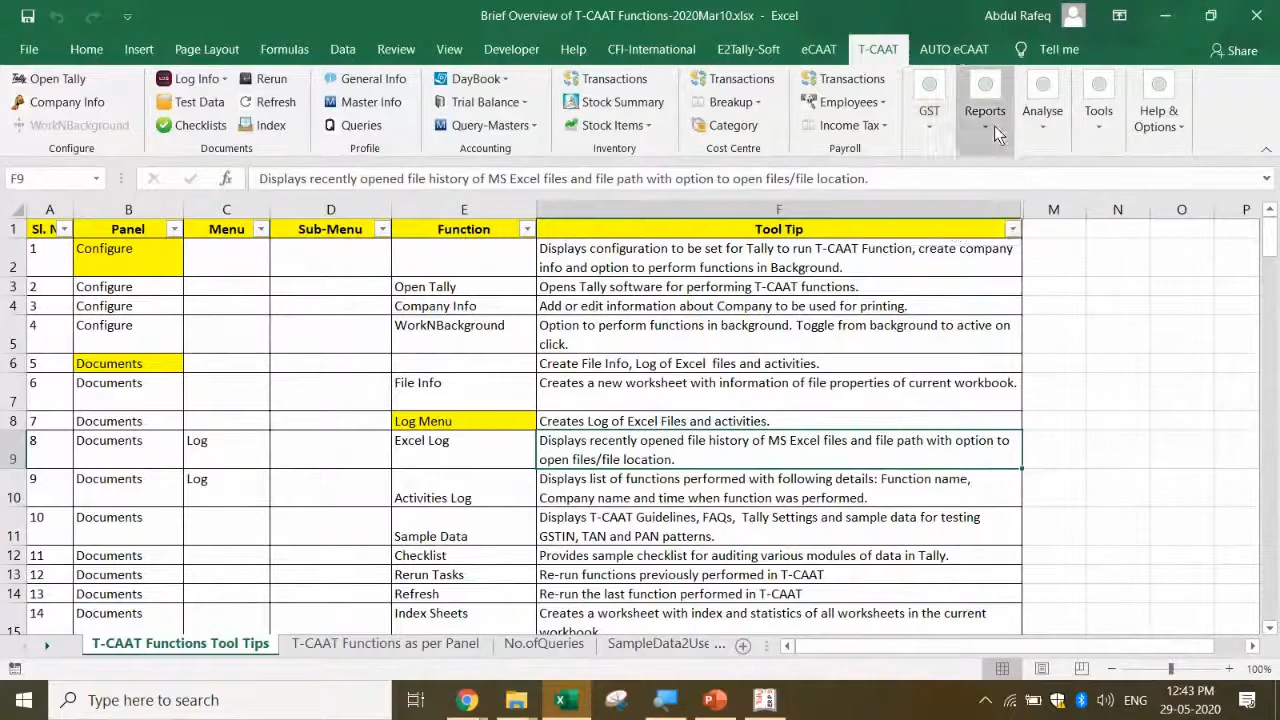 Brief Overview of T-CAAT Functions-2020Mar10.xlsx - Excel
Abdul Rafeq
File Home Insert Page Layout Formulas Data Review View Developer Help CFI-International E2Tally-Soft eCAAT T-CAAT AUTO eCAAT Tell me Share
Open Tally Log Info Rerun General Info DayBook Transactions Transactions Transactions
Company Info Test Data Refresh Master Info Trial Balance Stock Summary Breakup Employees GST Reports Analyse Tools Help & Options
WorkNBackground Checklists Index Queries Query-Masters Stock Items Category Income Tax
Configure Documents Profile Accounting Inventory Cost Centre Payroll
F9 fx Displays recently opened file history of MS Excel files and file path with option to open files/file location.
A B C D E F M N O P
1 Sl. N Panel Menu Sub-Menu Function Tool Tip
1 Configure Displays configuration to be set for Tally to run T-CAAT Function, create company
2 info and option to perform functions in Background.
3 2 Configure Open Tally Opens Tally software for performing T-CAAT functions.
4 3 Configure Company Info Add or edit information about Company to be used for printing.
4 Configure WorkNBackground Option to perform functions in background. Toggle from background to active on
5 click.
6 5 Documents Create File Info, Log of Excel files and activities.
6 Documents File Info Creates a new worksheet with information of file properties of current workbook.
7
8 7 Documents Log Menu Creates Log of Excel Files and activities.
8 Documents Log Excel Log Displays recently opened file history of MS Excel files and file path with option to
9 open files/file location.
9 Documents Log Displays list of functions performed with following details: Function name,
10 Activities Log Company name and time when function was performed.
10 Documents Displays T-CAAT Guidelines, FAQs, Tally Settings and sample data for testing
11 Sample Data GSTIN, TAN and PAN patterns.
12 11 Documents Checklist Provides sample checklist for auditing various modules of data in Tally.
13 12 Documents Rerun Tasks Re-run functions previously performed in T-CAAT
14 13 Documents Refresh Re-run the last function performed in T-CAAT
14 Documents Index Sheets Creates a worksheet with index and statistics of all worksheets in the current
15 workbook.
T-CAAT Functions Tool Tips T-CAAT Functions as per Panel No.ofQueries SampleData2Use ...
100%
Type here to search
ENG
12:43 PM
29-05-2020